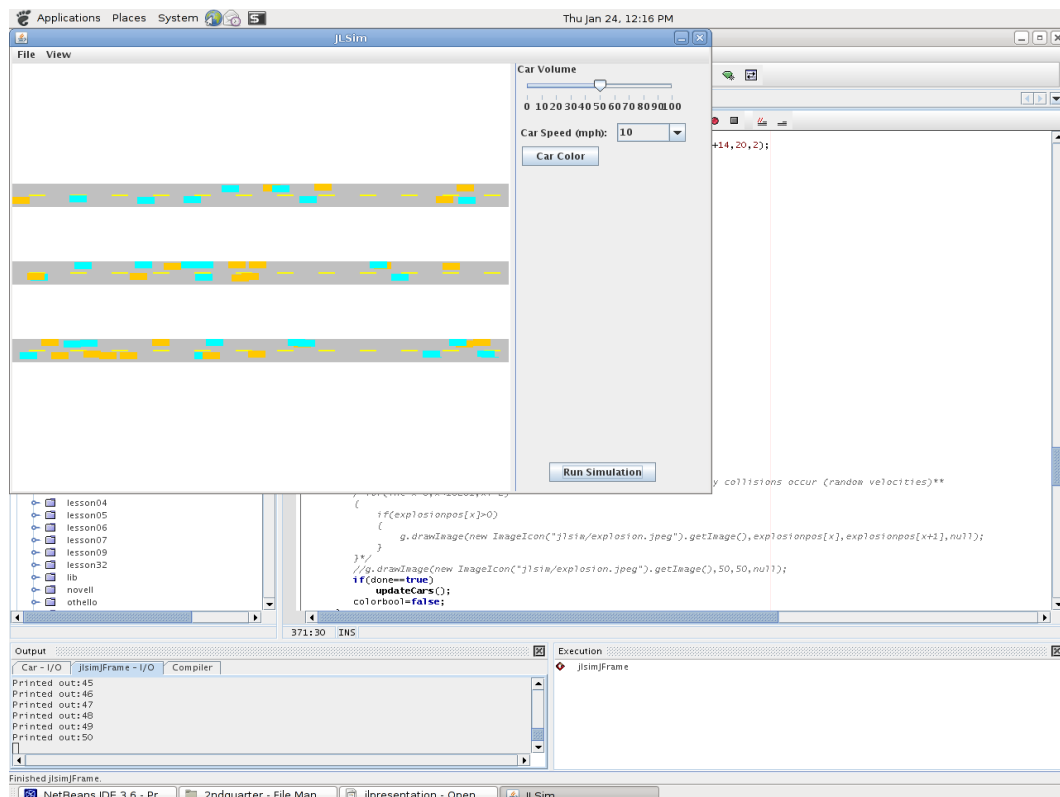 Applications Places System Thu Jan 24, 12:16 PM
JLSim
File View
Car Volume
0 10 20 30 40 50 60 70 80 90 100
Car Speed (mph): 10
Car Color
Run Simulation
+14,20,2);
y collisions occur (random velocities)**
{
if(explosionpos[x]>0)
{
g.drawImage(new ImageIcon("jlsim/explosion.jpeg").getImage(),explosionpos[x],explosionpos[x+1],null);
}
}*/
//g.drawImage(new ImageIcon("jlsim/explosion.jpeg").getImage(),50,50,null);
if(done==true)
updateCars();
colorbool=false;
lesson04
lesson05
lesson06
lesson07
lesson09
lesson32
lib
novell
othello
371:30 INS
Output
Car - I/O jlsimJFrame - I/O Compiler
Printed out:45
Printed out:46
Printed out:47
Printed out:48
Printed out:49
Printed out:50
Execution
jlsimJFrame
Finished jlsimJFrame.
NetBeans IDE 3.6 - Pr 2ndquarter - File Man jlpresentation - Open JLSim